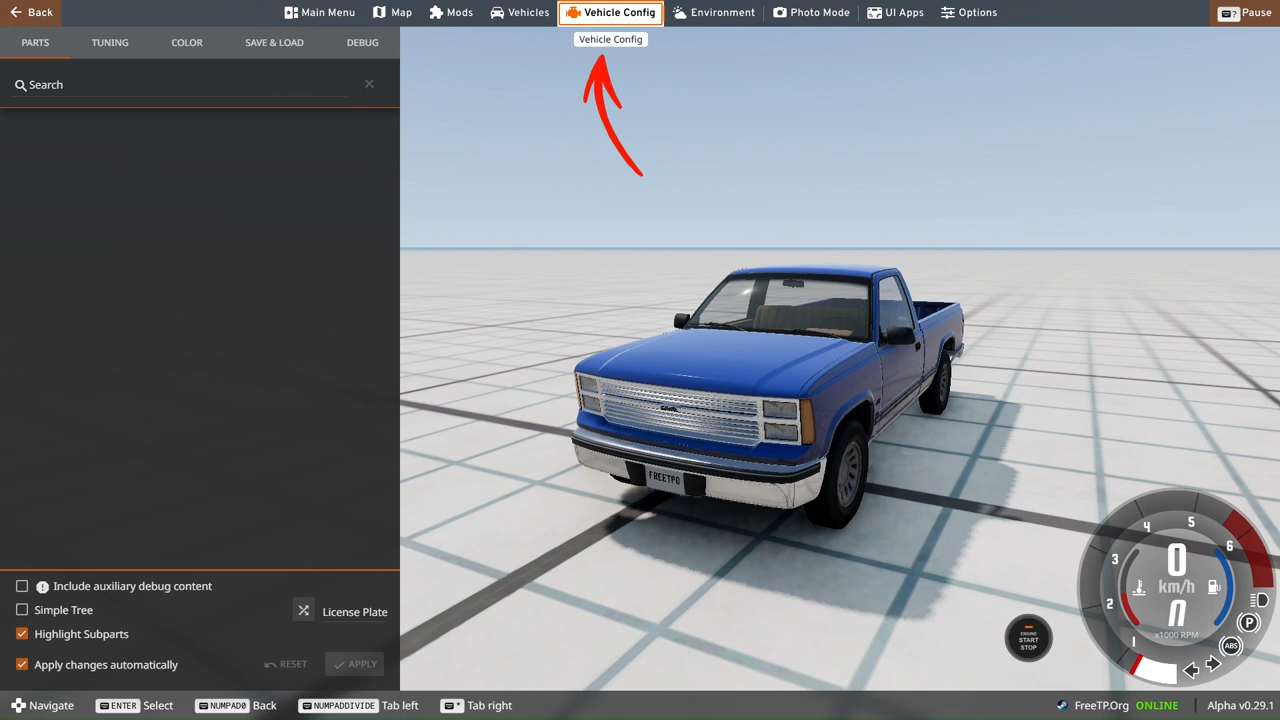 Back
Main Menu
Map
Mods
Vehicles
Vehicle Config
Environment
Photo Mode
UI Apps
Options
Pause
Vehicle Config
PARTS
TUNING
COLOR
SAVE & LOAD
DEBUG
Search
FREETPO
Include auxiliary debug content
Simple Tree
License Plate
Highlight Subparts
Apply changes automatically
RESET
APPLY
ENGINE
START
STOP
1
2
3
4
5
6
0
km/h
N
x1000 RPM
P
ABS
Navigate
ENTER Select
NUMPAD0 Back
NUMPADDIVIDE Tab left
* Tab right
FreeTP.Org ONLINE
Alpha v0.29.1